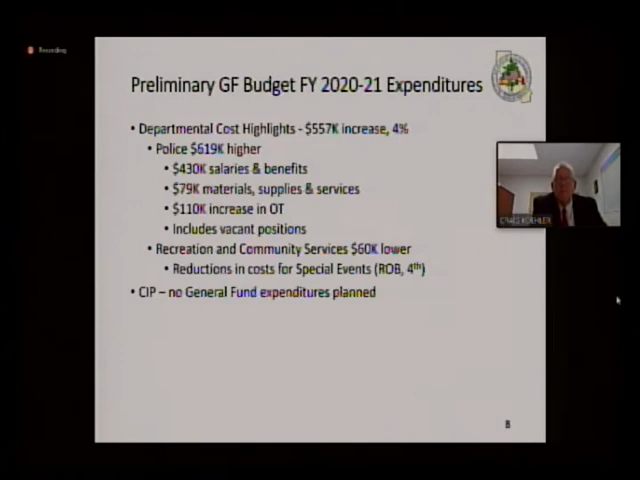 Recording
Preliminary GF Budget FY 2020-21 Expenditures
• Departmental Cost Highlights - $557K increase, 4%
• Police $619K higher
• $430K salaries & benefits
• $79K materials, supplies & services
• $110K increase in OT
• Includes vacant positions
• Recreation and Community Services $60K lower
• Reductions in costs for Special Events (ROB, 4th)
• CIP – no General Fund expenditures planned
CRAIG KOEHLER
8